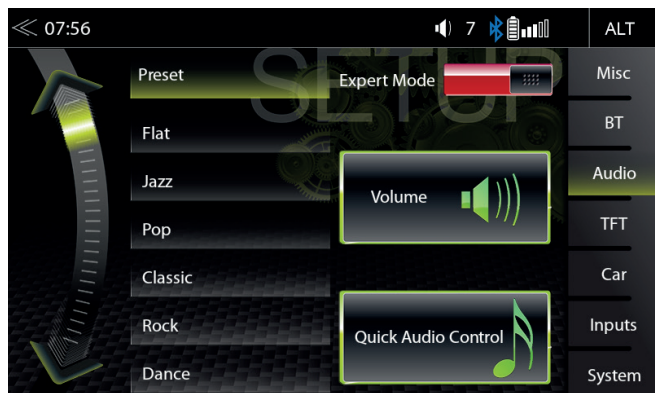 07:56
7
ALT
SETUP
Preset
Expert Mode
Misc
Flat
BT
Jazz
Volume
Audio
Pop
TFT
Classic
Car
Rock
Quick Audio Control
Inputs
Dance
System